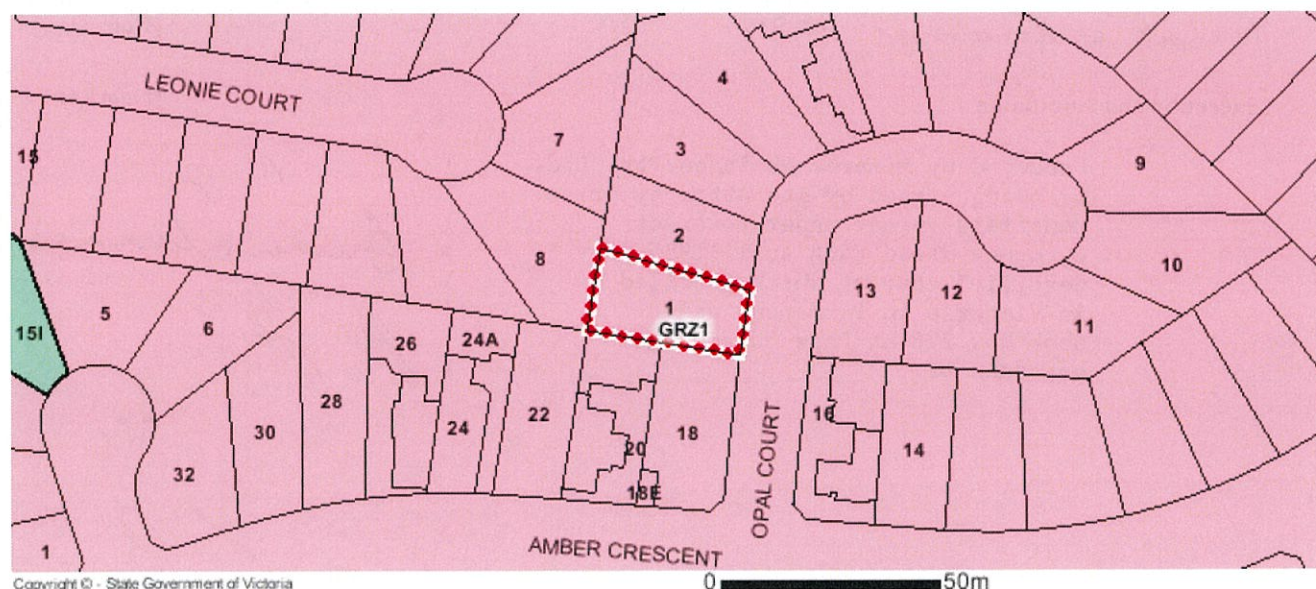 LEONIE COURT
4
7
3
9
15
2
8
10
1
GRZ1
13
12
5
6
11
15I
26
24A
28
22
16
30
24
18
20
14
32
18E
OPAL COURT
AMBER CRESCENT
1
Copyright © - State Government of Victoria
0
50m